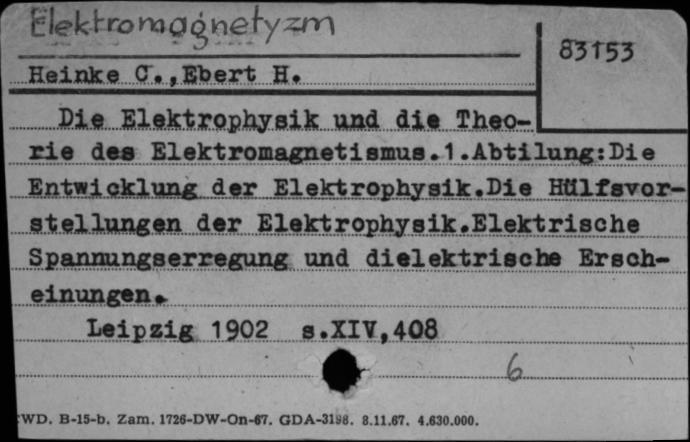 Elektromagnetyzm
83153
Heinke C.,Ebert H.
Die Elektrophysik und die Theo-
rie des Elektromagnetismus.1.Abtilung:Die
Entwicklung der Elektrophysik.Die Hülfsvor-
stellungen der Elektrophysik.Elektrische
Spannungserregung und dielektrische Ersch-
einungen.
Leipzig 1902 s.XIV,408
6
WD. B-15-b. Zam. 1726-DW-On-67. GDA-3198. 8.11.67. 4.630.000.